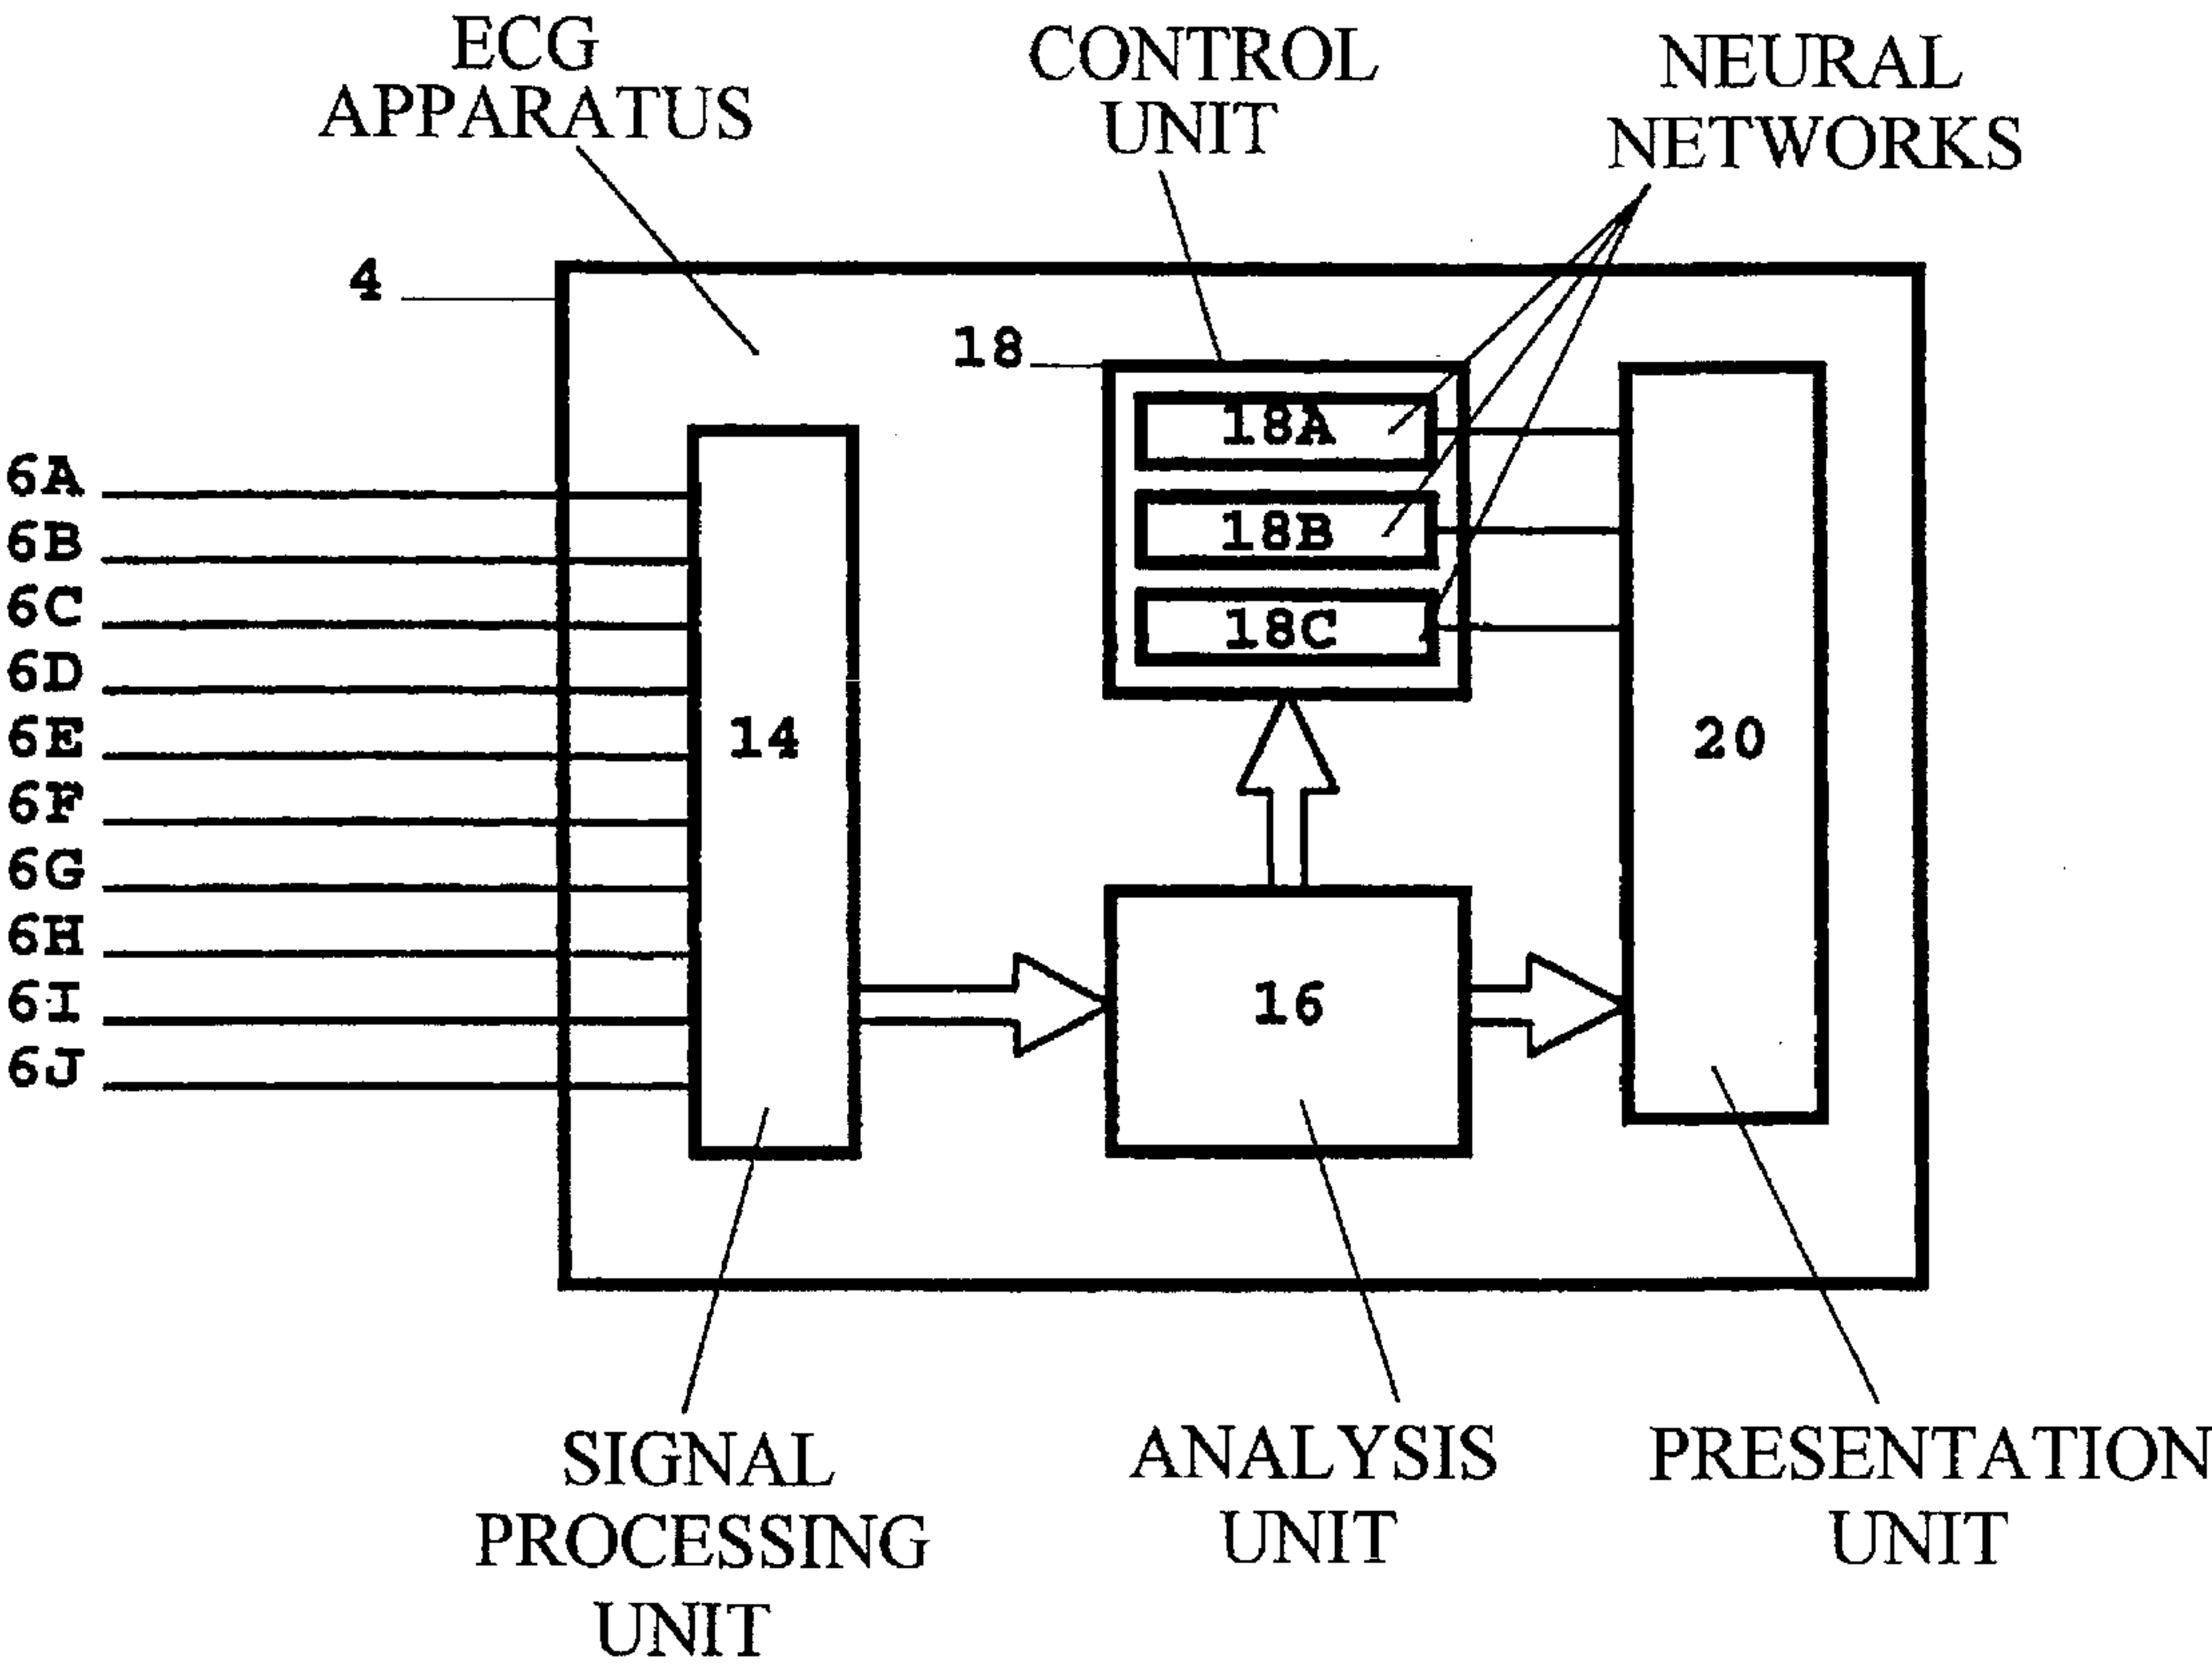 ECG
APPARATUS
CONTROL
UNIT
NEURAL
NETWORKS
4
18
18A
18B
18C
6A
6B
6C
6D
6E
6F
6G
6H
6I
6J
14
16
20
SIGNAL
PROCESSING
UNIT
ANALYSIS
UNIT
PRESENTATION
UNIT